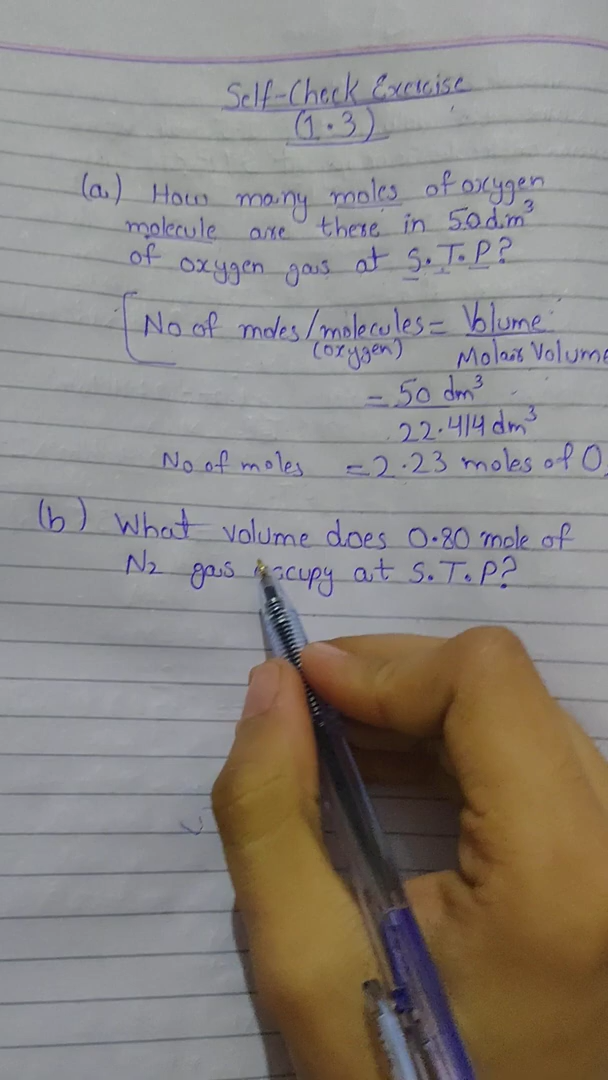 Self-Check Exercise
(1.3)
(a) How many moles of oxygen
molecule are there in 50dm³
of oxygen gas at S.T.P?
No of moles/molecules = Volume
(oxygen) Molar Volume
= 50 dm³
22.414 dm³
No of moles = 2.23 moles of O
(b) What volume does 0.80 mole of
N₂ gas occupy at S.T.P?